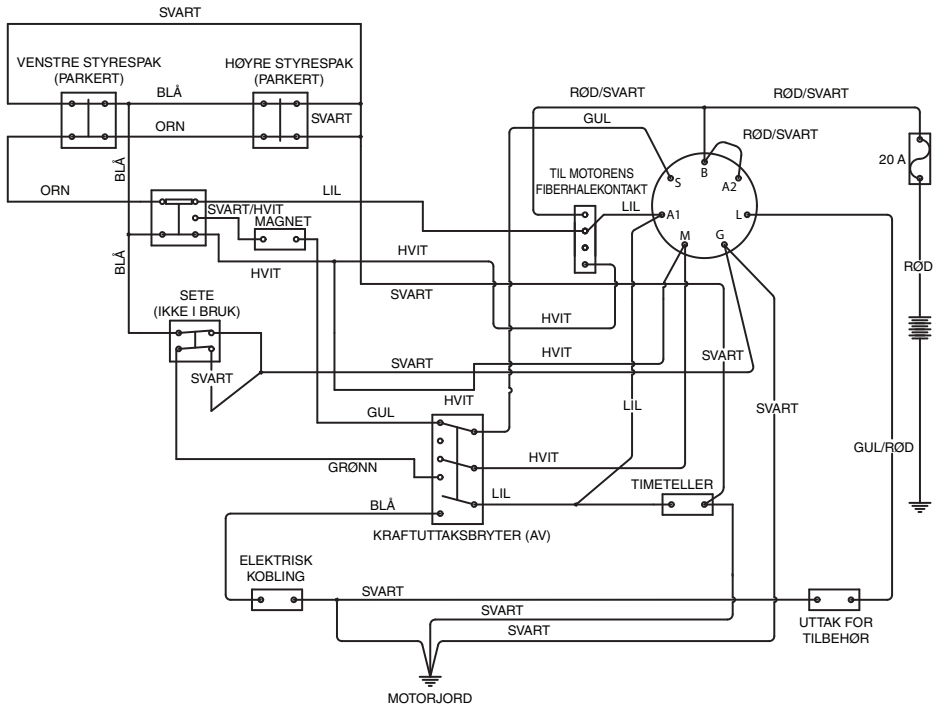 SVART
VENSTRE STYRESPAK
(PARKERT)
HØYRE STYRESPAK
(PARKERT)
BLÅ
SVART
ORN
BLÅ
RØD/SVART
RØD/SVART
GUL
RØD/SVART
20 A
TIL MOTORENS
FIBERHALEKONTAKT
S
B
A2
ORN
LIL
LIL
A1
L
SVART/HVIT
MAGNET
M
G
HVIT
HVIT
BLÅ
RØD
SETE
(IKKE I BRUK)
SVART
HVIT
HVIT
SVART
SVART
SVART
HVIT
LIL
SVART
GUL
GUL/RØD
GRØNN
HVIT
TIMETELLER
LIL
BLÅ
KRAFTUTTAKSBRYTER (AV)
ELEKTRISK
KOBLING
SVART
SVART
SVART
UTTAK FOR
TILBEHØR
MOTORJORD